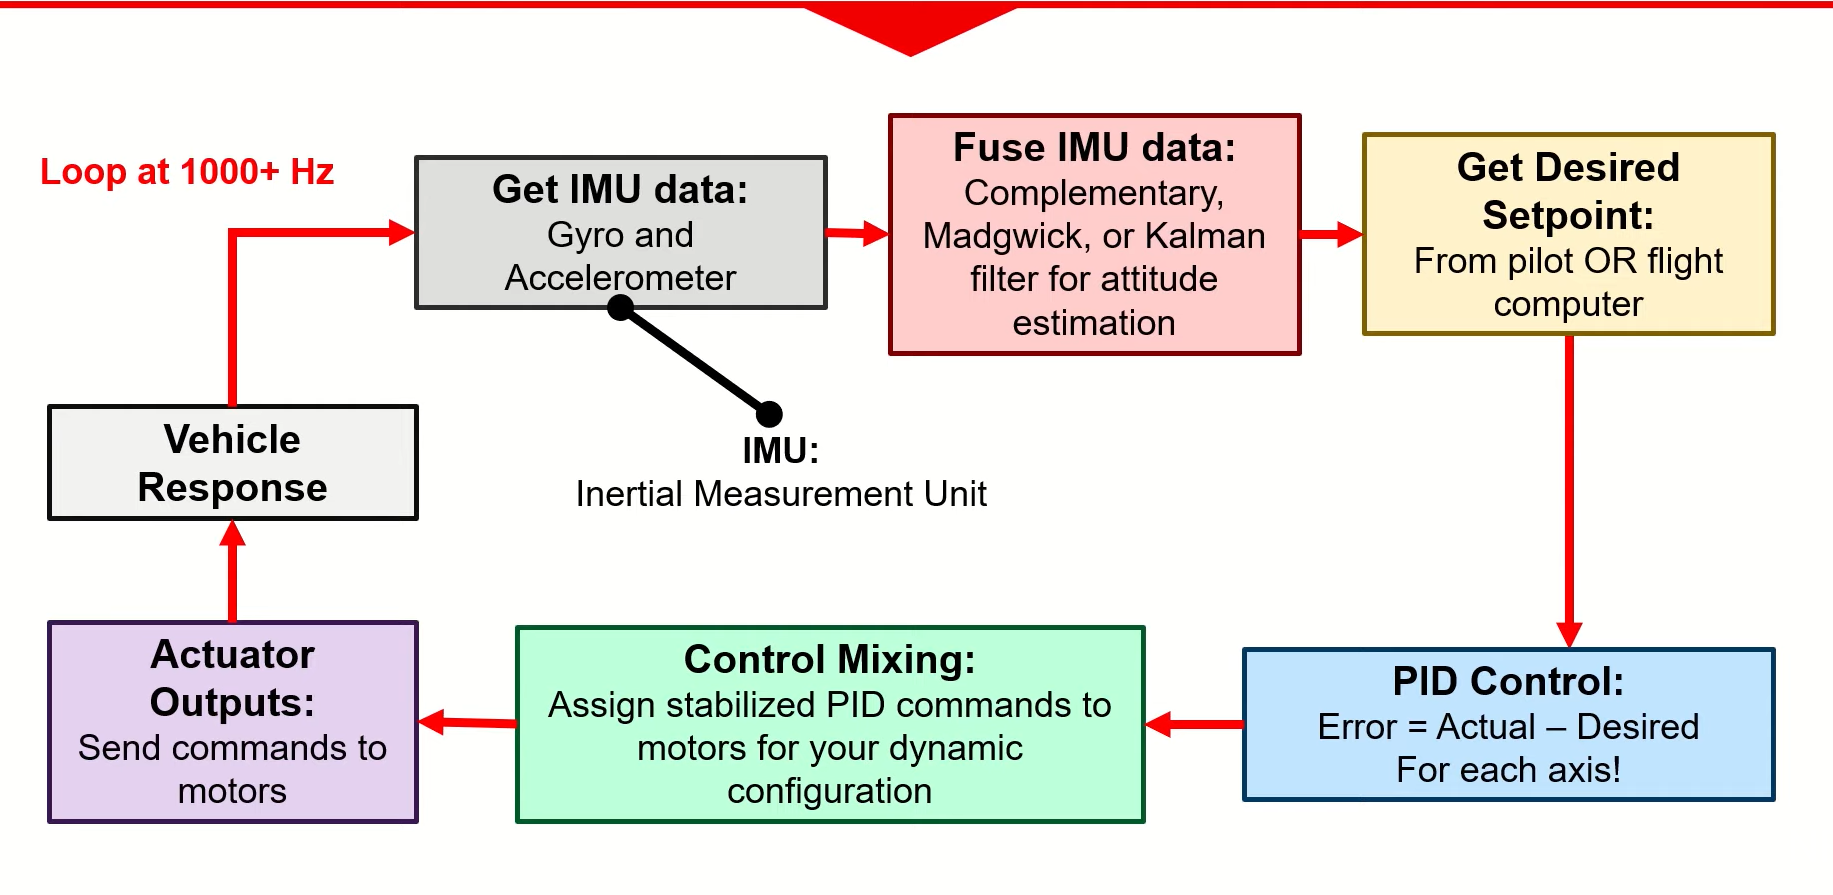 Loop at 1000+ Hz
Get IMU data:
Gyro and
Accelerometer
Fuse IMU data:
Complementary,
Madgwick, or Kalman
filter for attitude
estimation
Get Desired
Setpoint:
From pilot OR flight
computer
IMU:
Inertial Measurement Unit
Vehicle
Response
Actuator
Outputs:
Send commands to
motors
Control Mixing:
Assign stabilized PID commands to
motors for your dynamic
configuration
PID Control:
Error = Actual – Desired
For each axis!